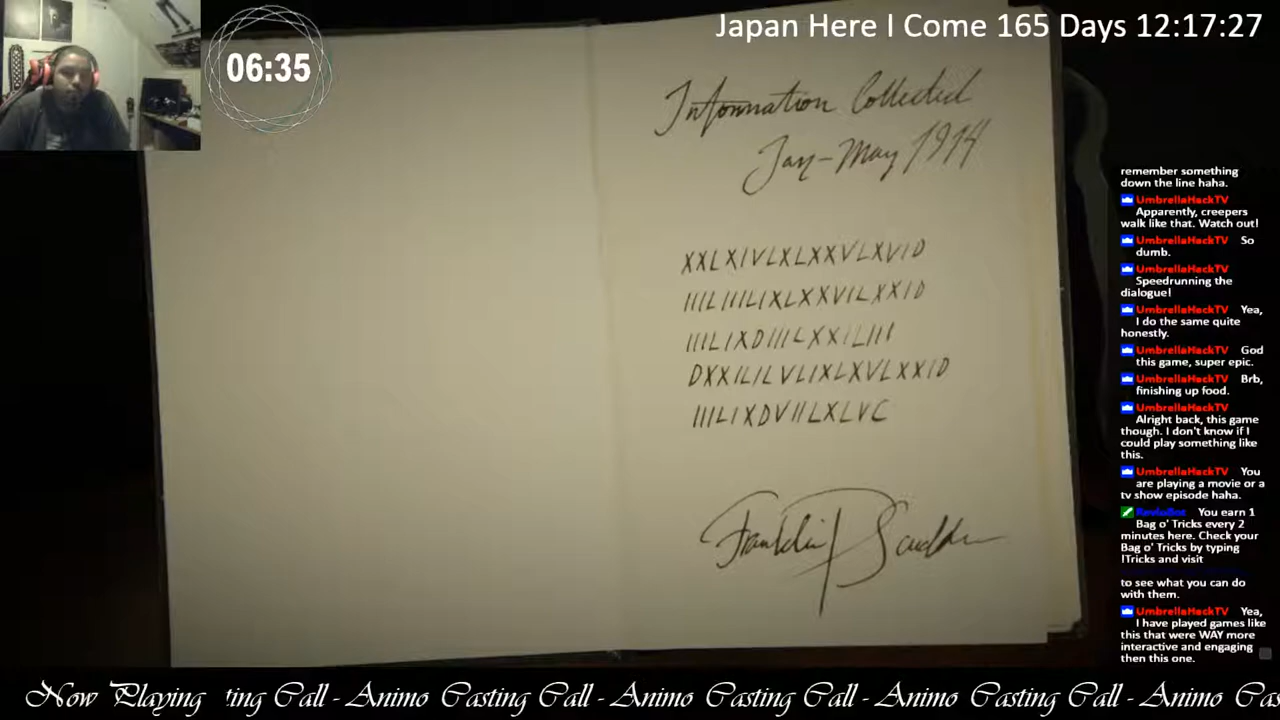 Japan Here I Come 165 Days 12:17:27
06:35
Information Collected
Jan-May 1914
XXLXIVLXLXXVLXVID
IIILIIILIXLXXVILXXID
IIILIXDIIILXXILIII
DXXILILVLIXLXVLXXID
IIILIXDVIILXLVC
Franklin P Scudder
remember something
down the line haha.
UmbrellaHackTV
Apparently, creepers
walk like that. Watch out!
UmbrellaHackTV So
dumb.
UmbrellaHackTV
Speedrunning the
dialogue!
UmbrellaHackTV Yea,
I do the same quite
honestly.
UmbrellaHackTV God
this game, super epic.
UmbrellaHackTV Brb,
finishing up food.
UmbrellaHackTV
Alright back, this game
though. I don't know if I
could play something like
this.
UmbrellaHackTV You
are playing a movie or a
tv show episode haha.
RevloBot You earn 1
Bag o' Tricks every 2
minutes here. Check your
Bag o' Tricks by typing
!Tricks and visit
to see what you can do
with them.
UmbrellaHackTV Yea,
I have played games like
this that were WAY more
interactive and engaging
then this one.
Now Playing ting Call - Animo Casting Call - Animo Casting Call - Animo Casting Call - Animo Cas